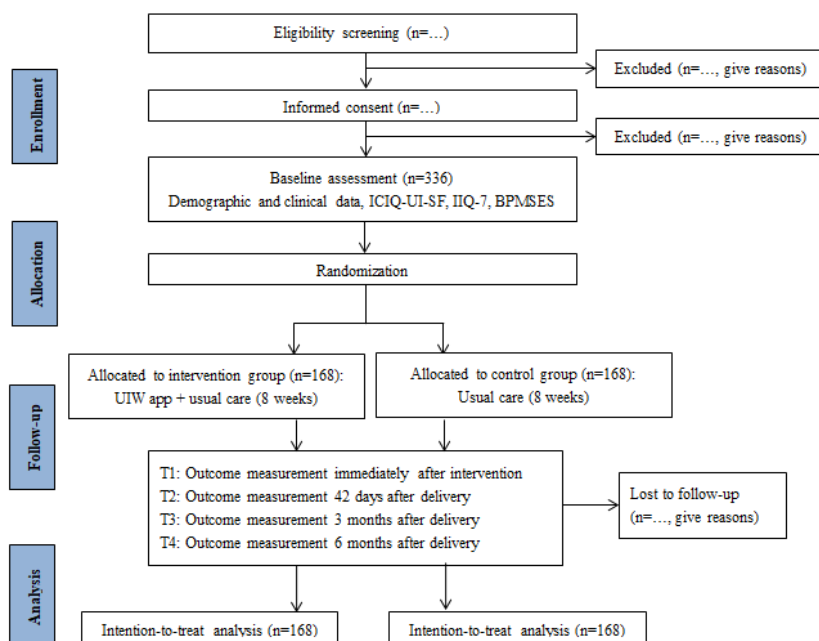 Eligibility screening (n=…)
Excluded (n=…, give reasons)
Enrollment
Informed consent (n=…)
Excluded (n=…, give reasons)
Baseline assessment (n=336)
Demographic and clinical data, ICIQ-UI-SF, IIQ-7, BPMSES
Allocation
Randomization
Allocated to intervention group (n=168):
UIW app + usual care (8 weeks)
Allocated to control group (n=168):
Usual care (8 weeks)
Follow-up
T1: Outcome measurement immediately after intervention
T2: Outcome measurement 42 days after delivery
T3: Outcome measurement 3 months after delivery
T4: Outcome measurement 6 months after delivery
Lost to follow-up
(n=…, give reasons)
Analysis
Intention-to-treat analysis (n=168)
Intention-to-treat analysis (n=168)